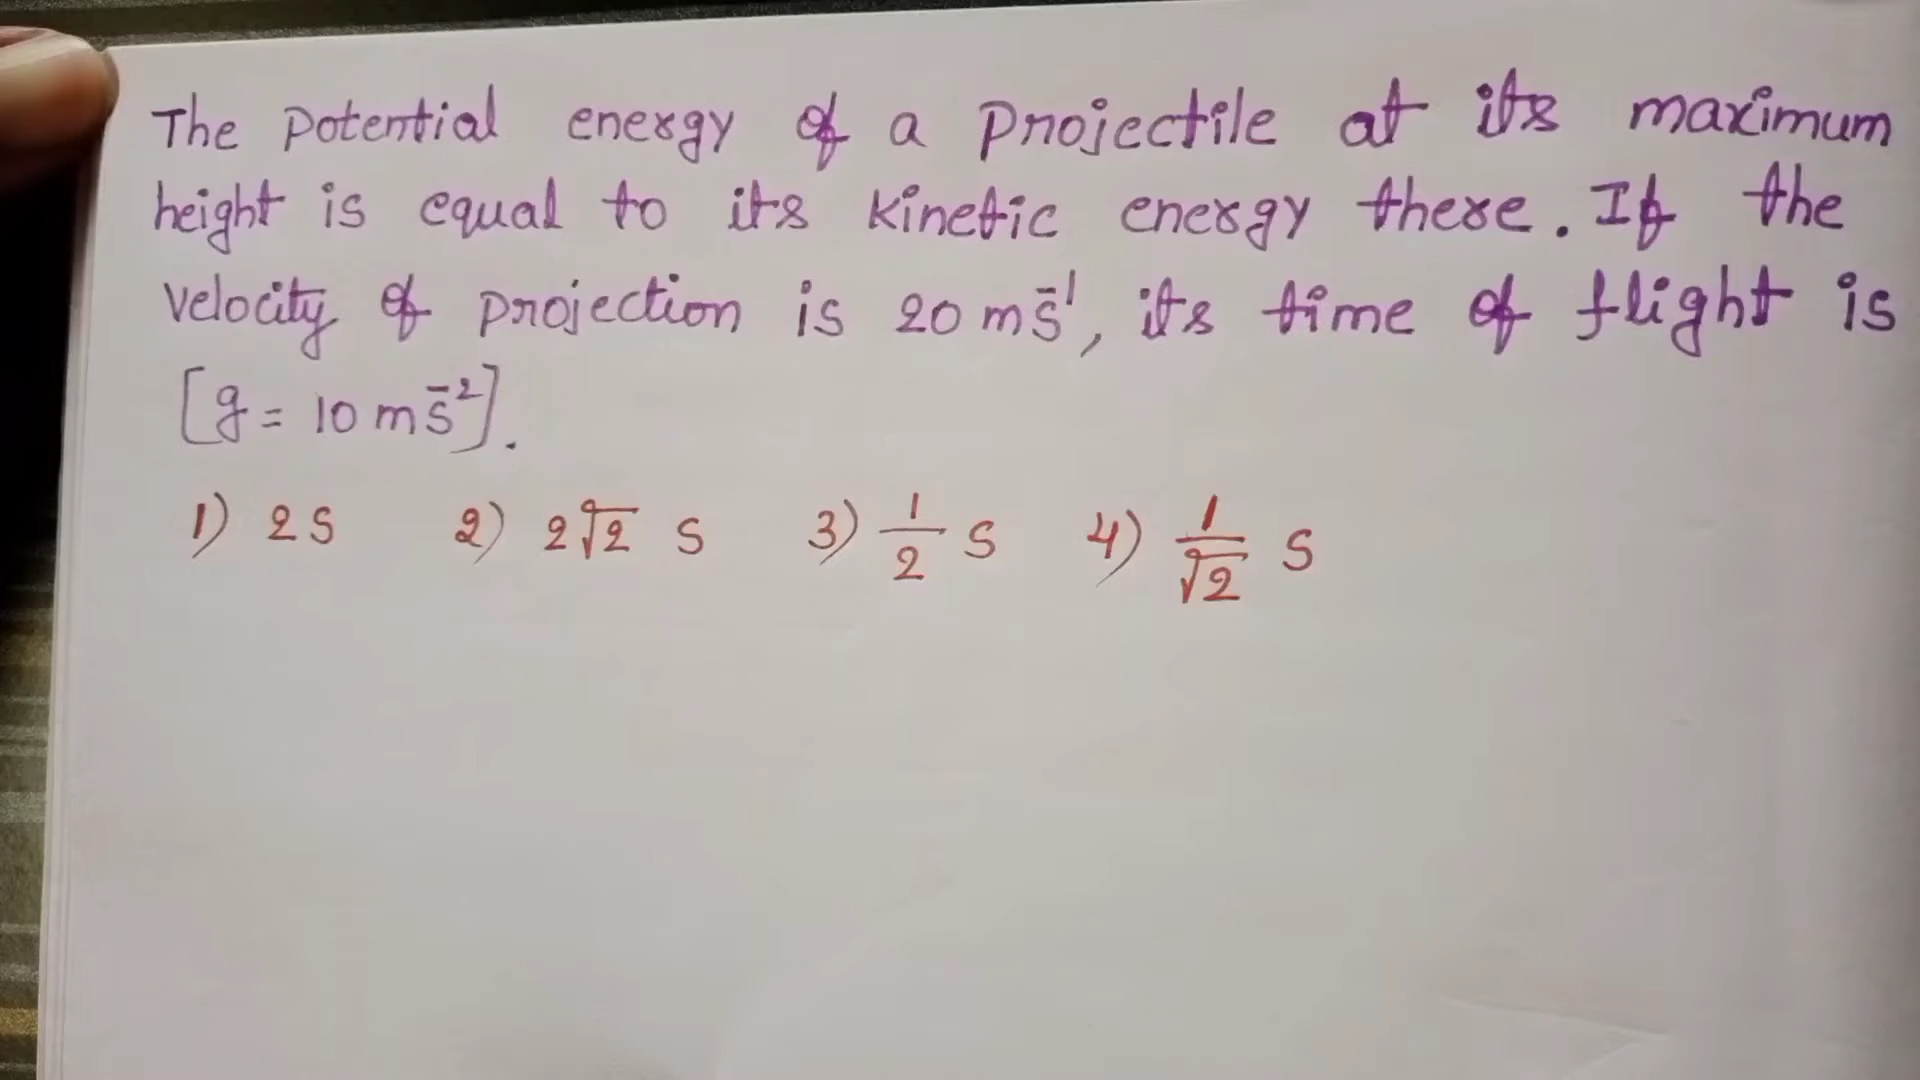 The potential energy of a Projectile at its maximum
height is equal to its kinetic energy there. If the
velocity of projection is 20 ms⁻¹, its time of flight is
[g = 10 ms⁻²].
1) 2 s 2) 2√2 s 3) 1/2 s 4) 1/√2 s